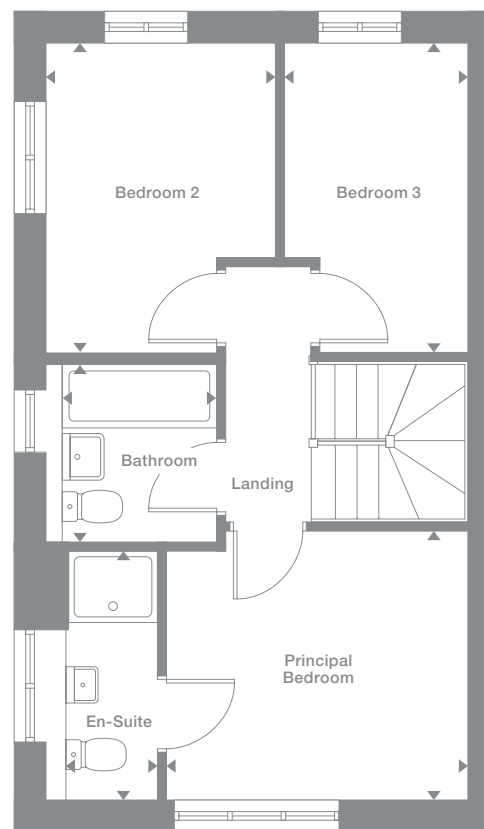 Bedroom 2
Bedroom 3
Bathroom
Landing
Principal
Bedroom
En-Suite